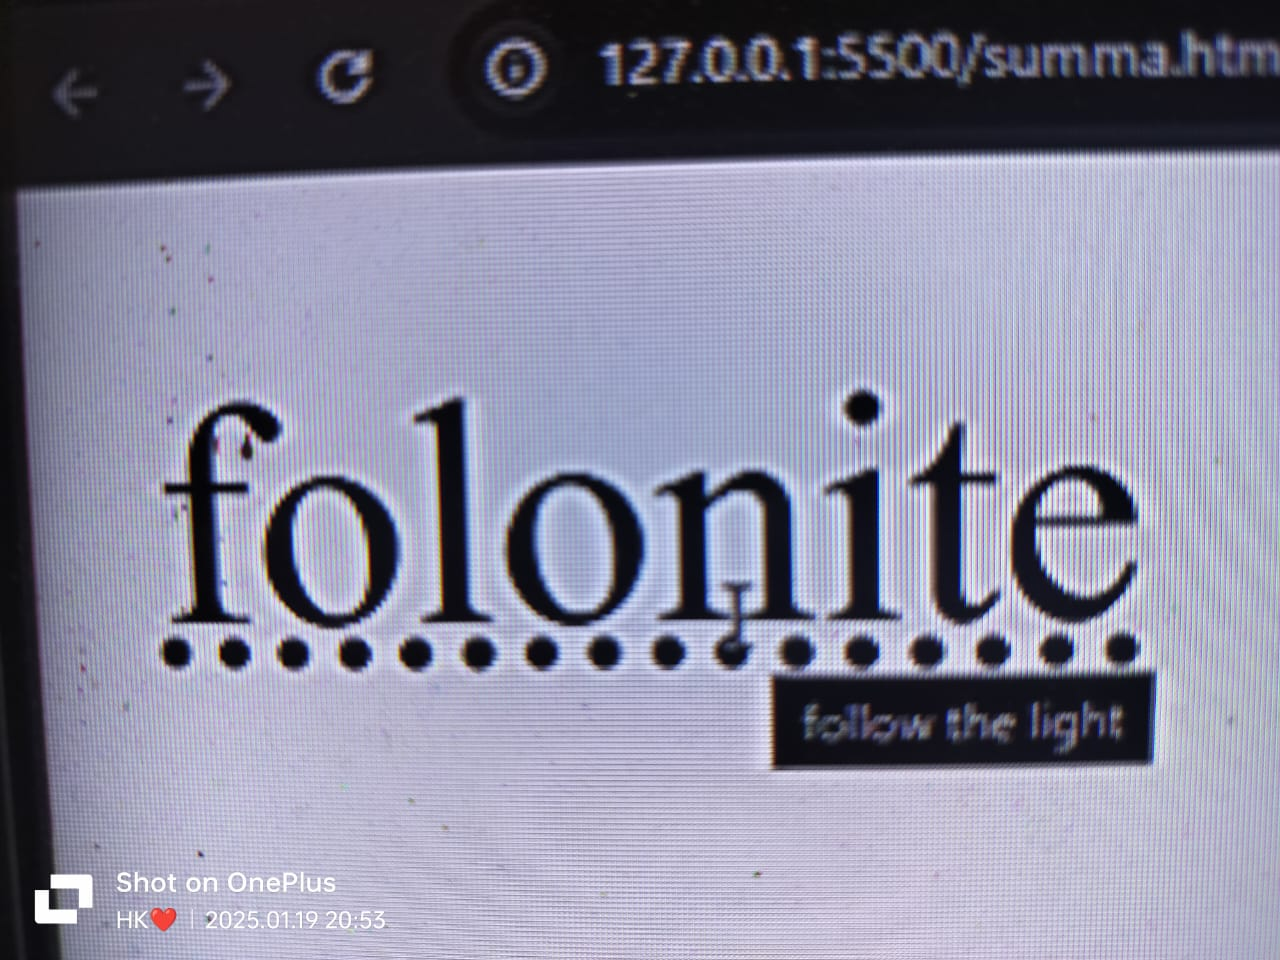 127.0.0.1:5500/summa.htm
folonite
follow the light
Shot on OnePlus
HK❤️ | 2025.01.19 20:53